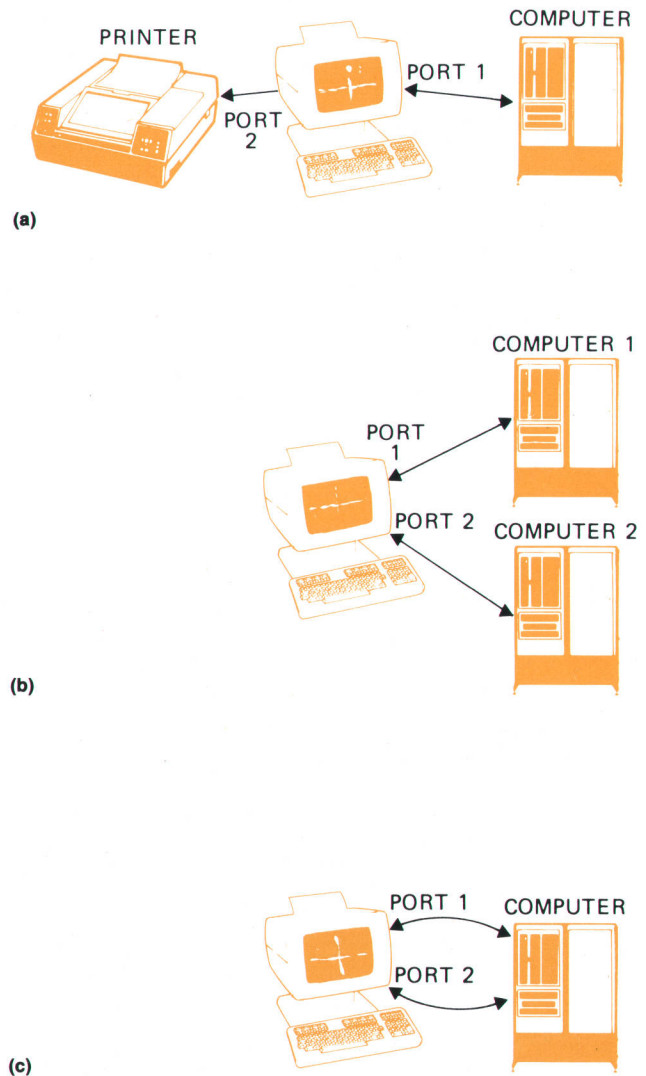 COMPUTER
PRINTER
PORT 1
PORT
2
(a)
COMPUTER 1
PORT
1
PORT 2
COMPUTER 2
(b)
PORT 1
COMPUTER
PORT 2
(c)